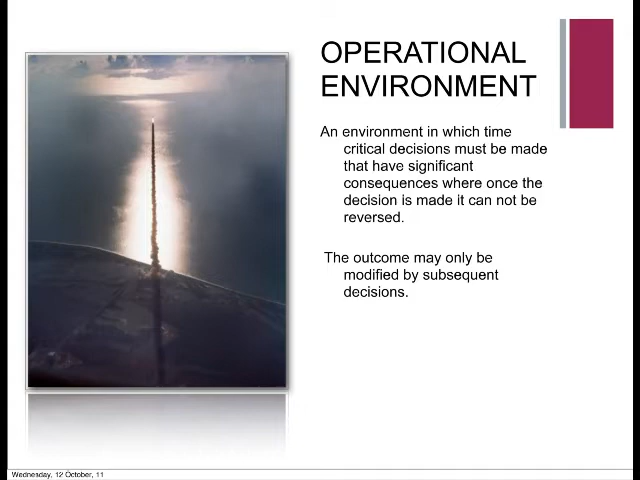 OPERATIONAL
ENVIRONMENT
An environment in which time
critical decisions must be made
that have significant
consequences where once the
decision is made it can not be
reversed.
The outcome may only be
modified by subsequent
decisions.
Wednesday, 12 October, 11